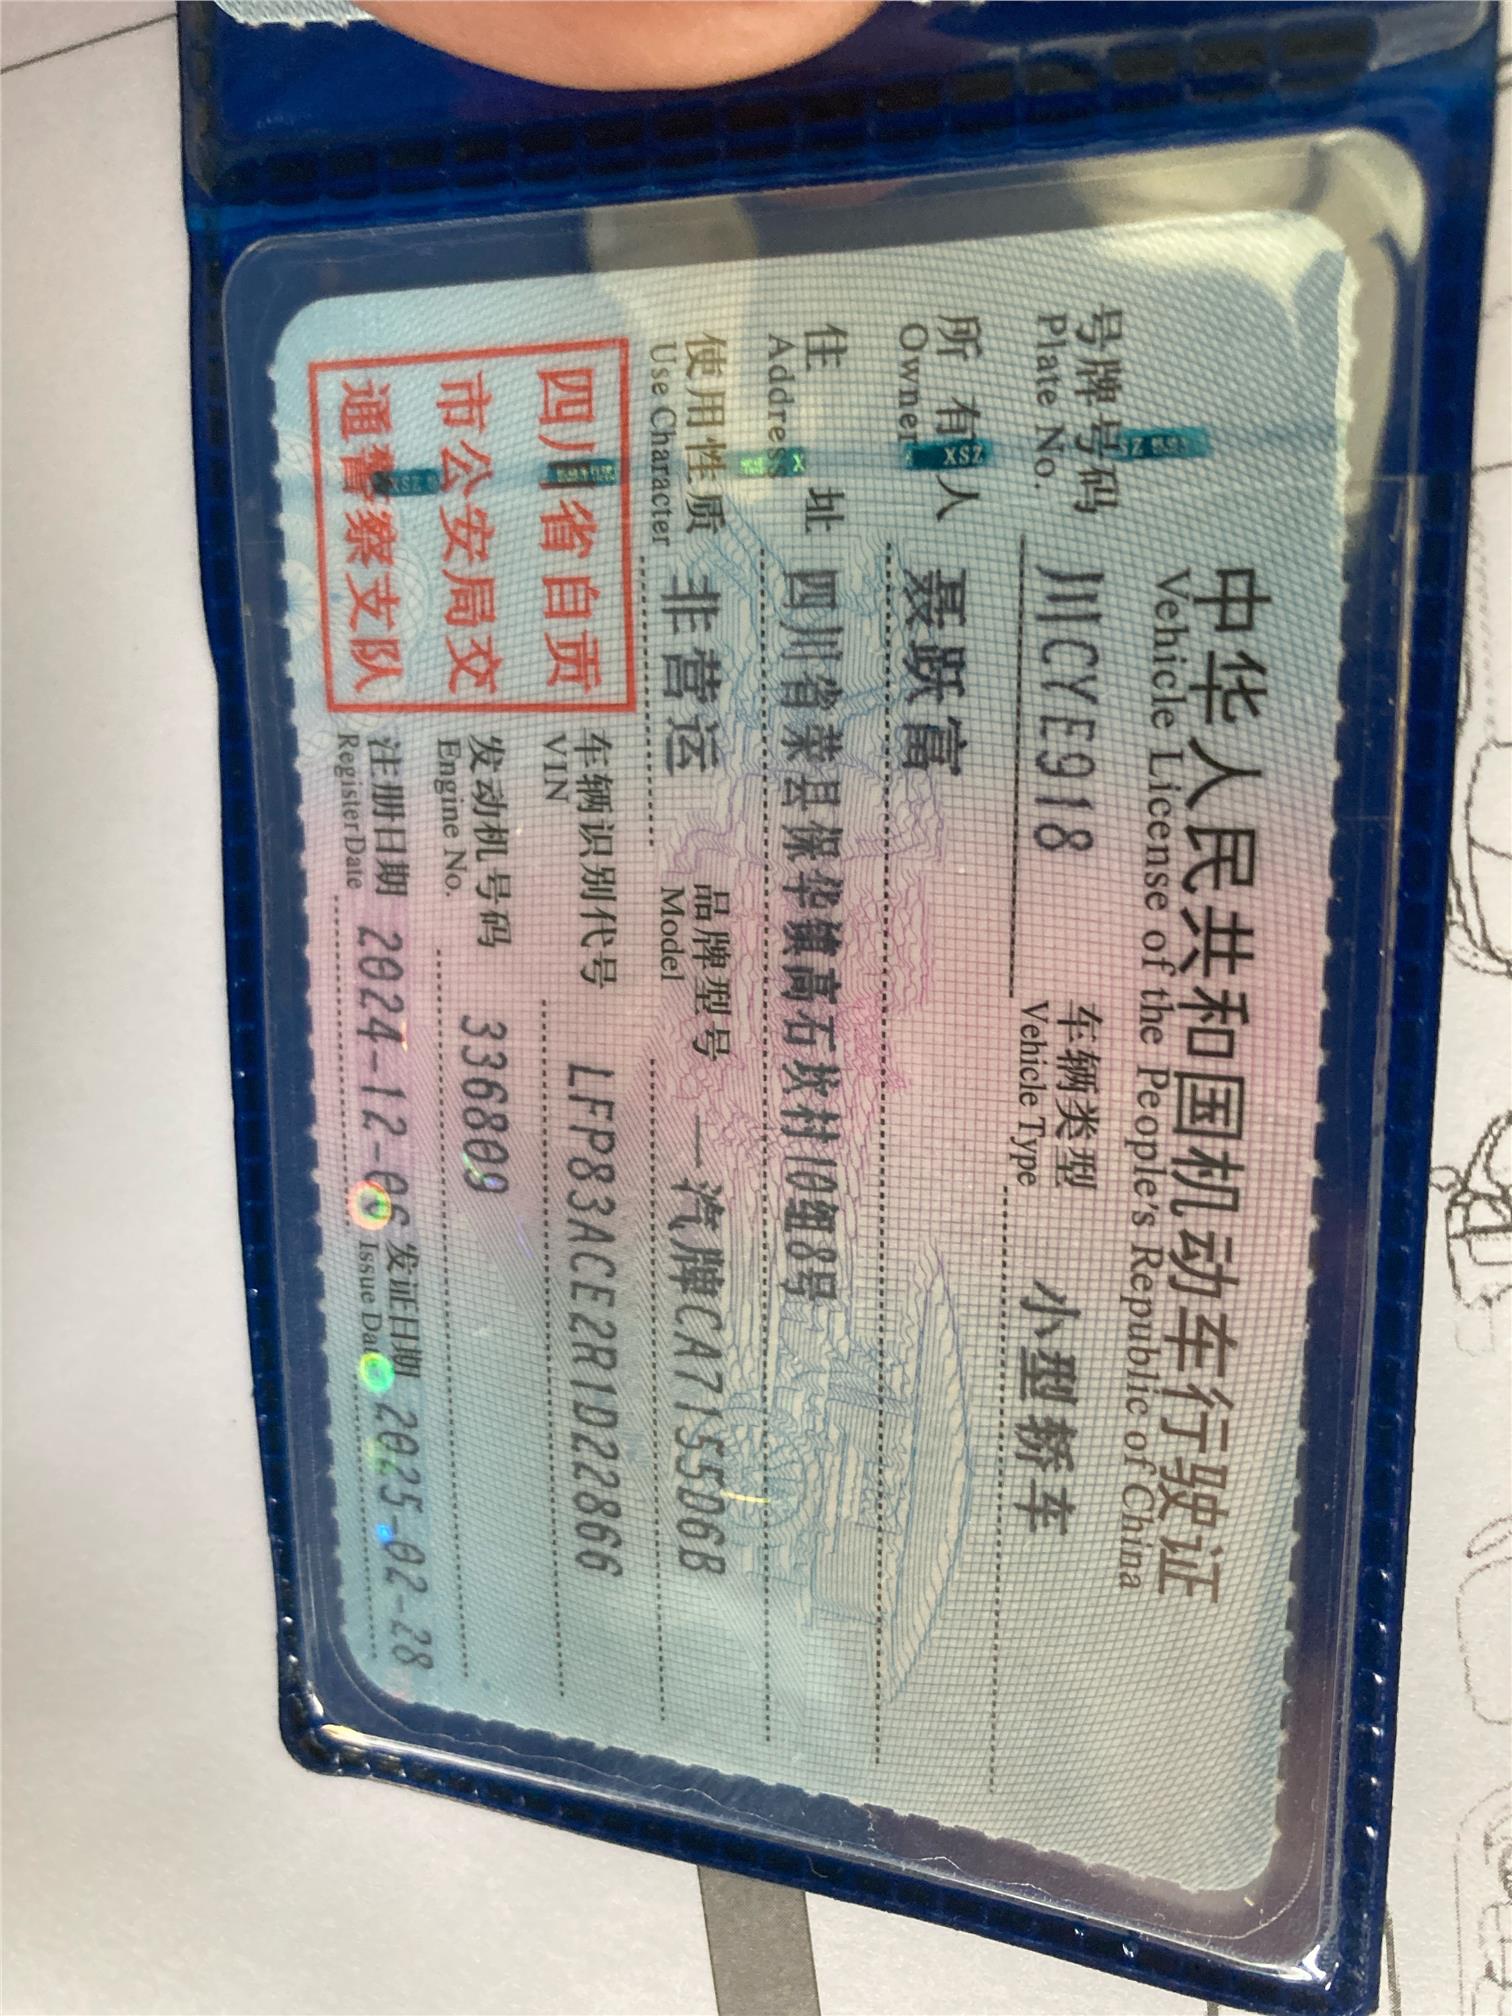 中华人民共和国机动车行驶证
Vehicle License of the People's Republic of China
号牌号码 川CYE918 车辆类型 小型轿车
Plate No. Vehicle Type
所有人 聂跃富
Owner
住址 四川省荣县保华镇高石坎村10组8号
Address
使用性质 非营运 品牌型号 一汽牌CA7155D6B
Use Character Model
四川省自贡
市公安局交
通警察支队
车辆识别代号 LFP83ACE2R1D22866
VIN
发动机号码 336809
Engine No.
注册日期 2024-12-06 发证日期 2025-02-28
Register Date Issue Da